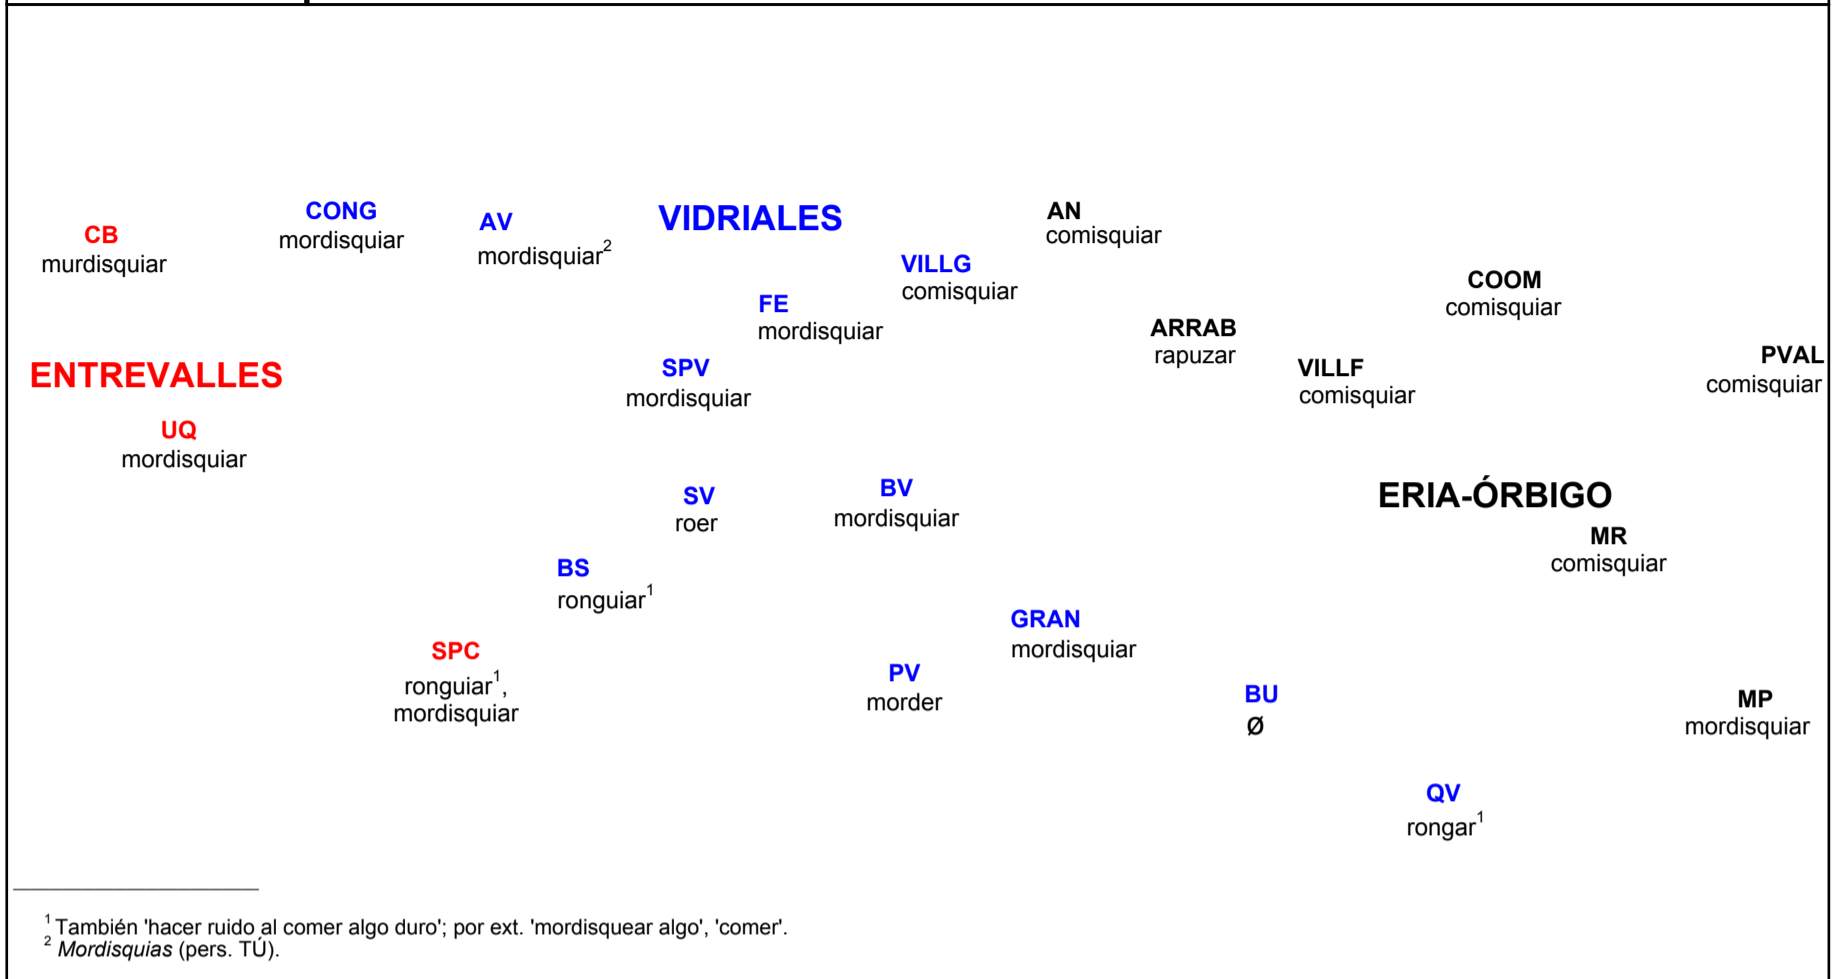 CONG
mordisquiar
AV
mordisquiar²
VIDRIALES
AN
comisquiar
CB
murdisquiar
VILLG
comisquiar
COOM
comisquiar
FE
mordisquiar
ARRAB
rapuzar
PVAL
comisquiar
ENTREVALLES
SPV
mordisquiar
VILLF
comisquiar
UQ
mordisquiar
SV
roer
BV
mordisquiar
ERIA-ÓRBIGO
MR
comisquiar
BS
ronguiar¹
GRAN
mordisquiar
SPC
ronguiar¹,
mordisquiar
PV
morder
BU
Ø
MP
mordisquiar
QV
rongar¹
¹ También 'hacer ruido al comer algo duro'; por ext. 'mordisquear algo', 'comer'.
² Mordisquias (pers. TÚ).